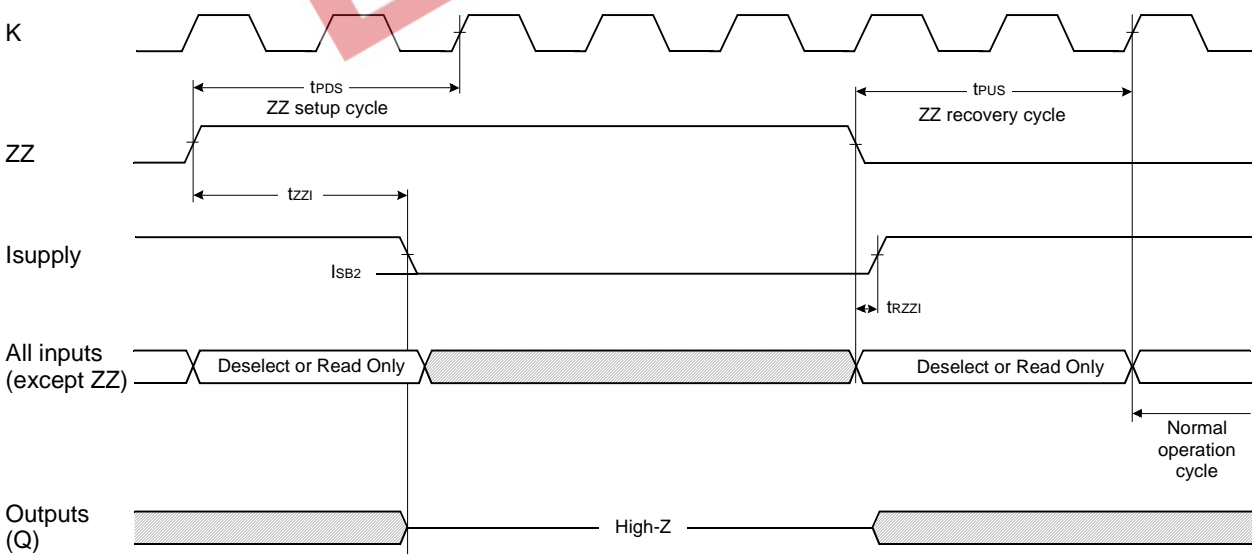 K
tPDS
ZZ setup cycle
tPUS
ZZ recovery cycle
ZZ
tZZI
Isupply
ISB2
tRZZI
All inputs
(except ZZ)
Deselect or Read Only
Deselect or Read Only
Normal
operation
cycle
Outputs
(Q)
High-Z